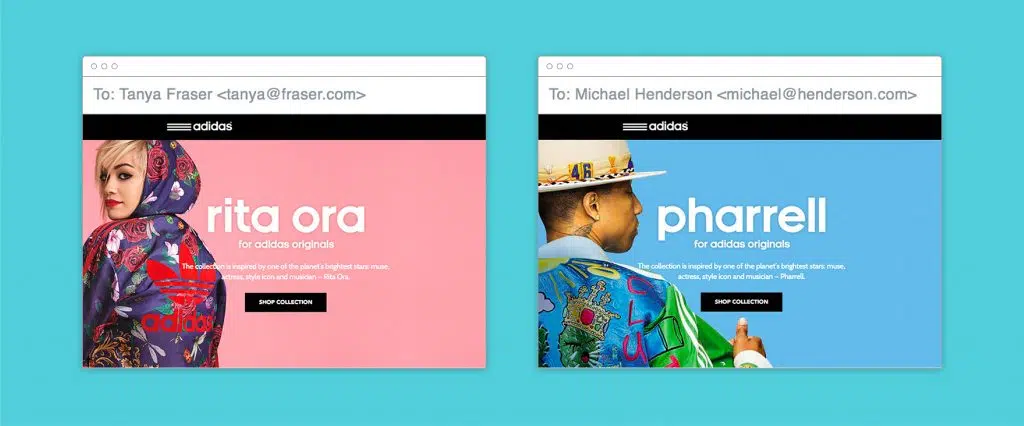 To: Tanya Fraser <tanya@fraser.com>
adidas
rita ora
for adidas originals
The collection is inspired by one of the planet's brightest stars: muse,
actress, style icon and musician – Rita Ora.
SHOP COLLECTION
adidas
To: Michael Henderson <michael@henderson.com>
adidas
46
pharrell
for adidas originals
The collection is inspired by one of the planet's brightest stars: muse,
actress, style icon and musician – Pharrell.
SHOP COLLECTION